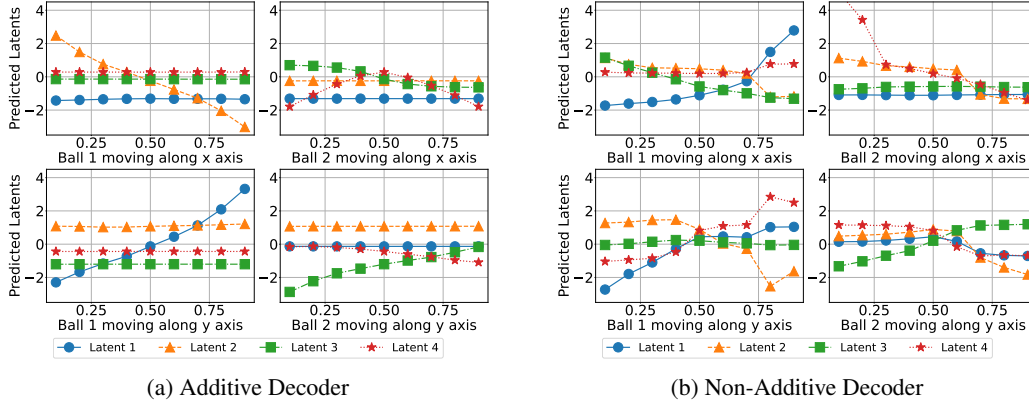 Predicted Latents
4
2
0
−2
0.25 0.50 0.75
Ball 1 moving along x axis
4
2
0
−2
0.25 0.50 0.75
Ball 2 moving along x axis
Predicted Latents
4
2
0
−2
0.25 0.50 0.75
Ball 1 moving along y axis
4
2
0
−2
0.25 0.50 0.75
Ball 2 moving along y axis
Latent 1 Latent 2 Latent 3 Latent 4
(a) Additive Decoder
Predicted Latents
4
2
0
−2
0.25 0.50 0.75
Ball 1 moving along x axis
4
2
0
−2
0.25 0.50 0.75
Ball 2 moving along x axis
Predicted Latents
4
2
0
−2
0.25 0.50 0.75
Ball 1 moving along y axis
4
2
0
−2
0.25 0.50 0.75
Ball 2 moving along y axis
Latent 1 Latent 2 Latent 3 Latent 4
(b) Non-Additive Decoder